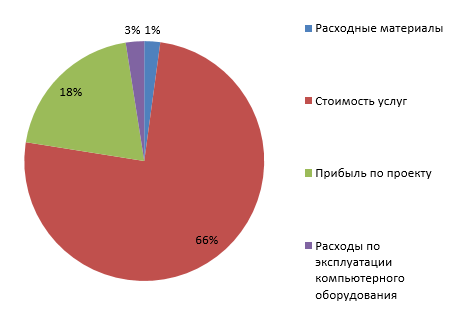 3% 1%
18%
66%
Расходные материалы
Стоимость услуг
Прибыль по проекту
Расходы по
эксплуатации
компьютерного
оборудования